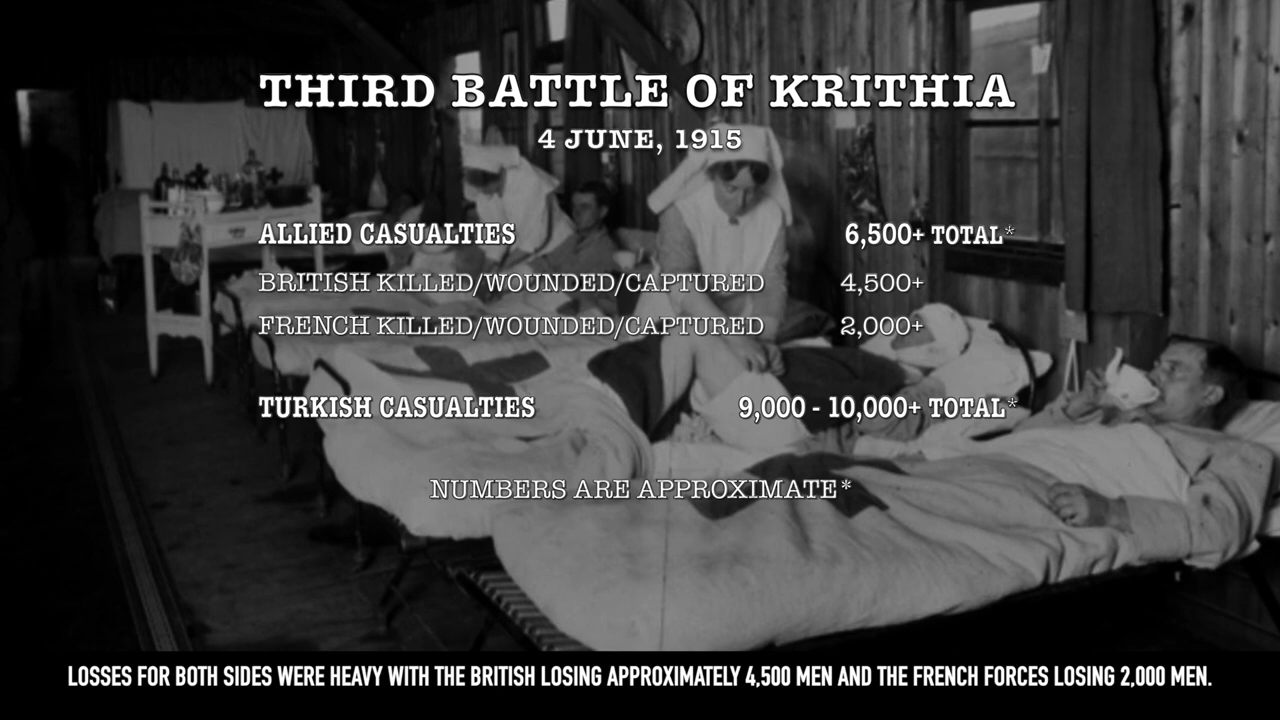 THIRD BATTLE OF KRITHIA
4 JUNE, 1915
ALLIED CASUALTIES 6,500+ TOTAL*
BRITISH KILLED/WOUNDED/CAPTURED 4,500+
FRENCH KILLED/WOUNDED/CAPTURED 2,000+
TURKISH CASUALTIES 9,000 - 10,000+ TOTAL*
NUMBERS ARE APPROXIMATE*
LOSSES FOR BOTH SIDES WERE HEAVY WITH THE BRITISH LOSING APPROXIMATELY 4,500 MEN AND THE FRENCH FORCES LOSING 2,000 MEN.